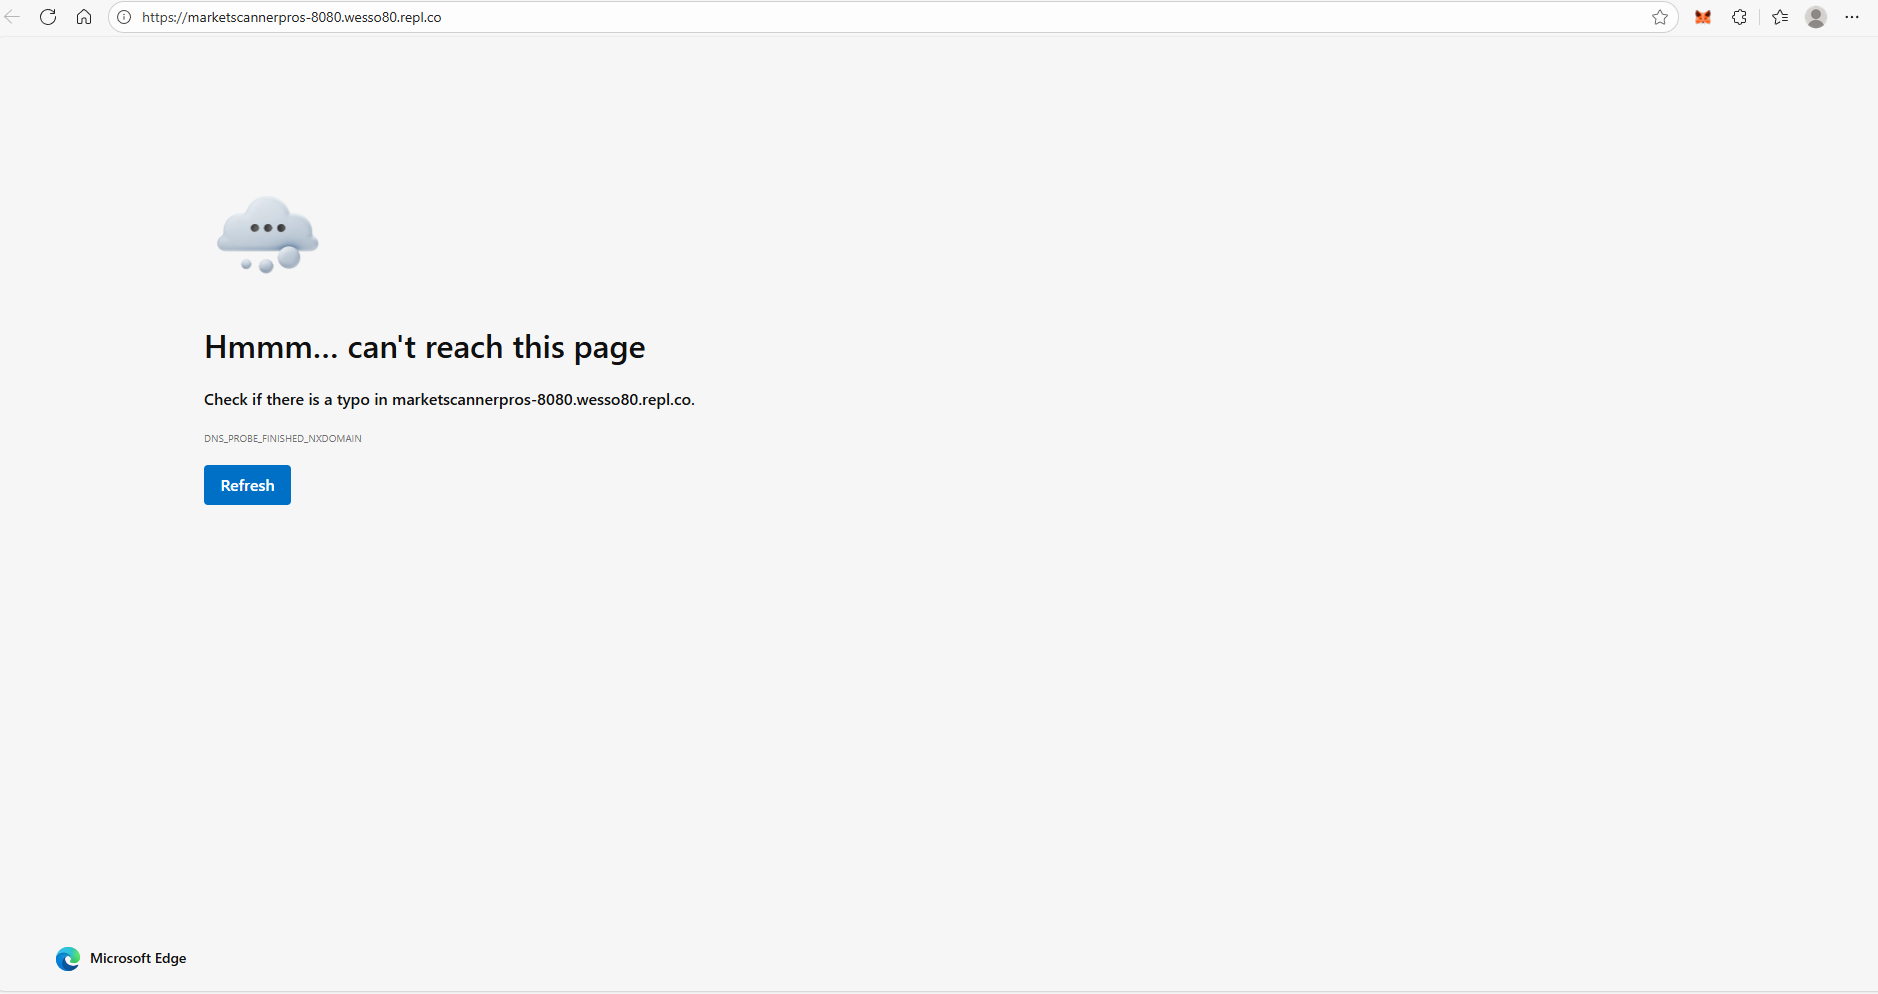 https://marketscannerpros-8080.wesso80.repl.co
Hmmm... can't reach this page
Check if there is a typo in marketscannerpros-8080.wesso80.repl.co.
DNS_PROBE_FINISHED_NXDOMAIN
Refresh
Microsoft Edge